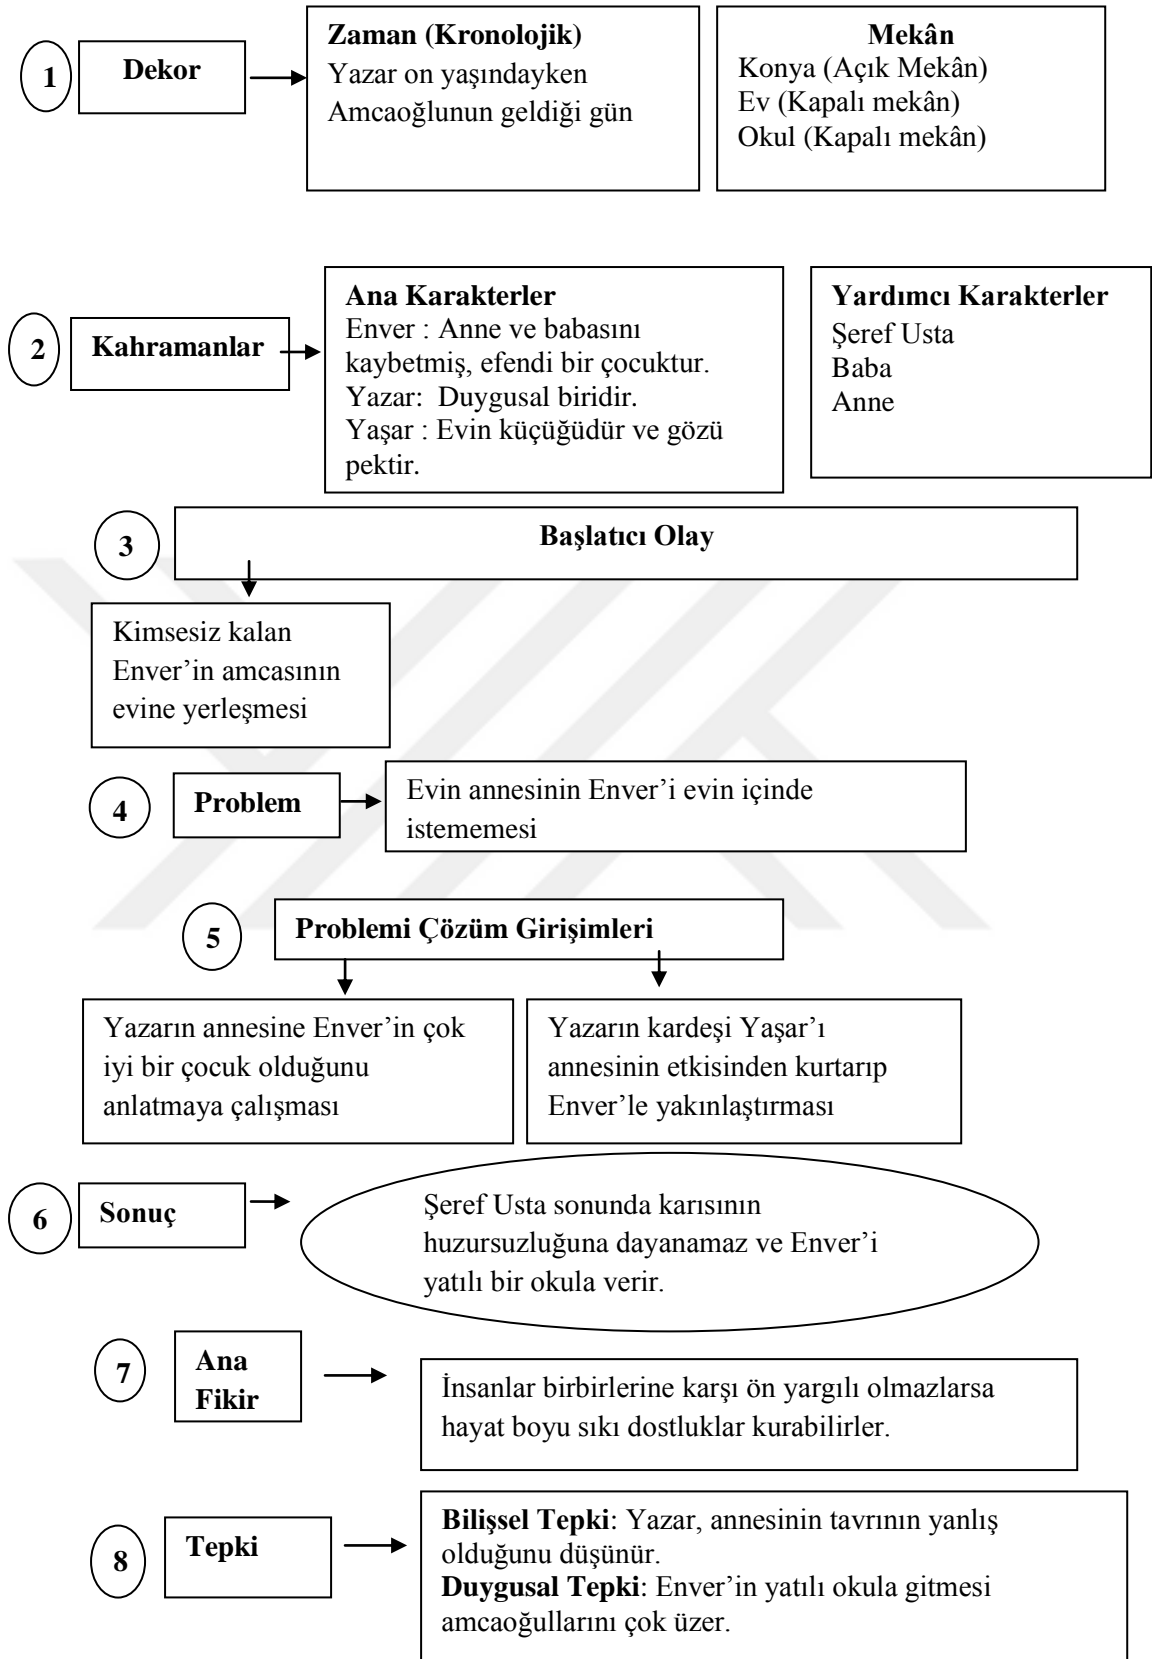 1
Dekor
Zaman (Kronolojik)
Yazar on yaşındayken
Amcaoğlunun geldiği gün
Mekân
Konya (Açık Mekân)
Ev (Kapalı mekân)
Okul (Kapalı mekân)
2
Kahramanlar
Ana Karakterler
Enver : Anne ve babasını
kaybetmiş, efendi bir çocuktur.
Yazar: Duygusal biridir.
Yaşar : Evin küçüğüdür ve gözü
pektir.
Yardımcı Karakterler
Şeref Usta
Baba
Anne
3
Başlatıcı Olay
Kimsesiz kalan
Enver’in amcasının
evine yerleşmesi
4
Problem
Evin annesinin Enver’i evin içinde
istememesi
5
Problemi Çözüm Girişimleri
Yazarın annesine Enver’in çok
iyi bir çocuk olduğunu
anlatmaya çalışması
Yazarın kardeşi Yaşar’ı
annesinin etkisinden kurtarıp
Enver’le yakınlaştırması
6
Sonuç
Şeref Usta sonunda karısının
huzursuzluğuna dayanamaz ve Enver’i
yatılı bir okula verir.
7
Ana
Fikir
İnsanlar birbirlerine karşı ön yargılı olmazlarsa
hayat boyu sıkı dostluklar kurabilirler.
8
Tepki
Bilişsel Tepki: Yazar, annesinin tavrının yanlış
olduğunu düşünür.
Duygusal Tepki: Enver’in yatılı okula gitmesi
amcaoğullarını çok üzer.